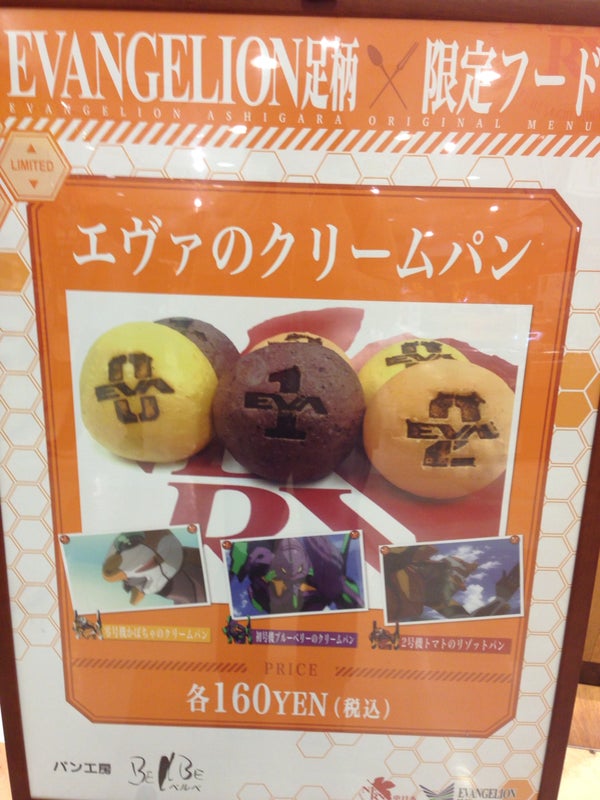 EVANGELION足柄 限定フード
EVANGELION ASHIGARA ORIGINAL MENU
LIMITED
エヴァのクリームパン
0 EVA
1 EVA
2 EVA
零号機かぼちゃのクリームパン
初号機ブルーベリーのクリームパン
2号機トマトのリゾットパン
PRICE
各160YEN(税込)
パン工房
BE BE
ベルベ
EVANGELION